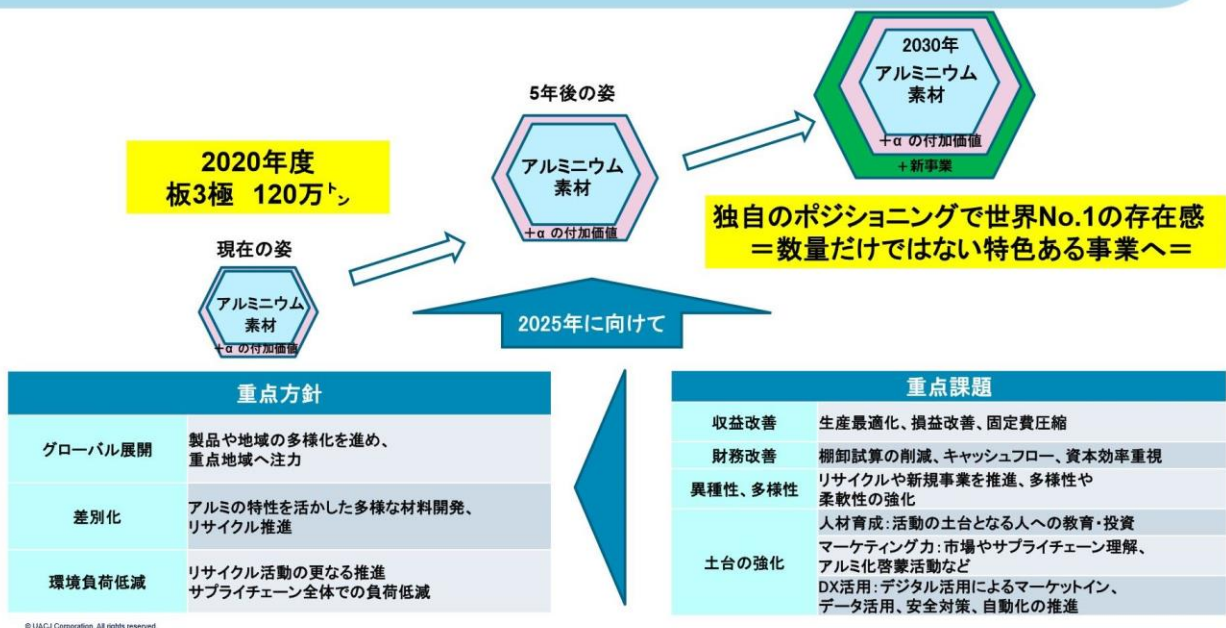 2020年度
板3極 120万㌧
現在の姿
アルミニウム
素材
+α の付加価値
5年後の姿
アルミニウム
素材
+α の付加価値
2030年
アルミニウム
素材
+α の付加価値
+新事業
独自のポジショニングで世界No.1の存在感
=数量だけではない特色ある事業へ=
2025年に向けて
重点方針
グローバル展開
製品や地域の多様化を進め、
重点地域へ注力
差別化
アルミの特性を活かした多様な材料開発、
リサイクル推進
環境負荷低減
リサイクル活動の更なる推進
サプライチェーン全体での負荷低減
重点課題
収益改善
生産最適化、損益改善、固定費圧縮
財務改善
棚卸試算の削減、キャッシュフロー、資本効率重視
異種性、多様性
リサイクルや新規事業を推進、多様性や
柔軟性の強化
土台の強化
人材育成:活動の土台となる人への教育・投資
マーケティング力:市場やサプライチェーン理解、
アルミ化啓蒙活動など
DX活用:デジタル活用によるマーケットイン、
データ活用、安全対策、自動化の推進
© UACJ Corporation. All rights reserved.